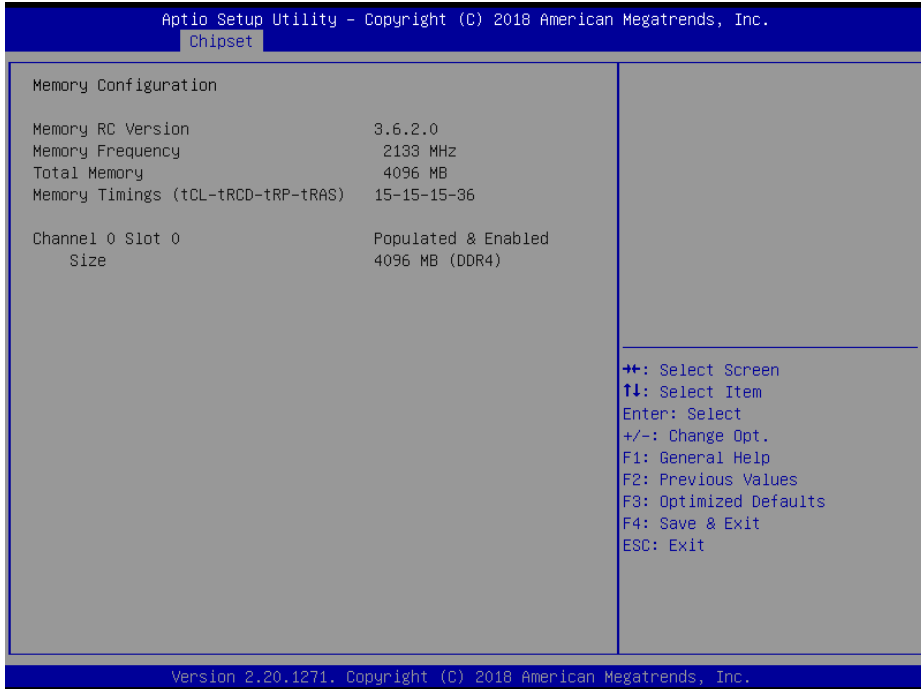 Aptio Setup Utility – Copyright (C) 2018 American Megatrends, Inc.
Chipset
Memory Configuration
Memory RC Version 3.6.2.0
Memory Frequency 2133 MHz
Total Memory 4096 MB
Memory Timings (tCL-tRCD-tRP-tRAS) 15-15-15-36
Channel 0 Slot 0 Populated & Enabled
Size 4096 MB (DDR4)
→←: Select Screen
↑↓: Select Item
Enter: Select
+/-: Change Opt.
F1: General Help
F2: Previous Values
F3: Optimized Defaults
F4: Save & Exit
ESC: Exit
Version 2.20.1271. Copyright (C) 2018 American Megatrends, Inc.